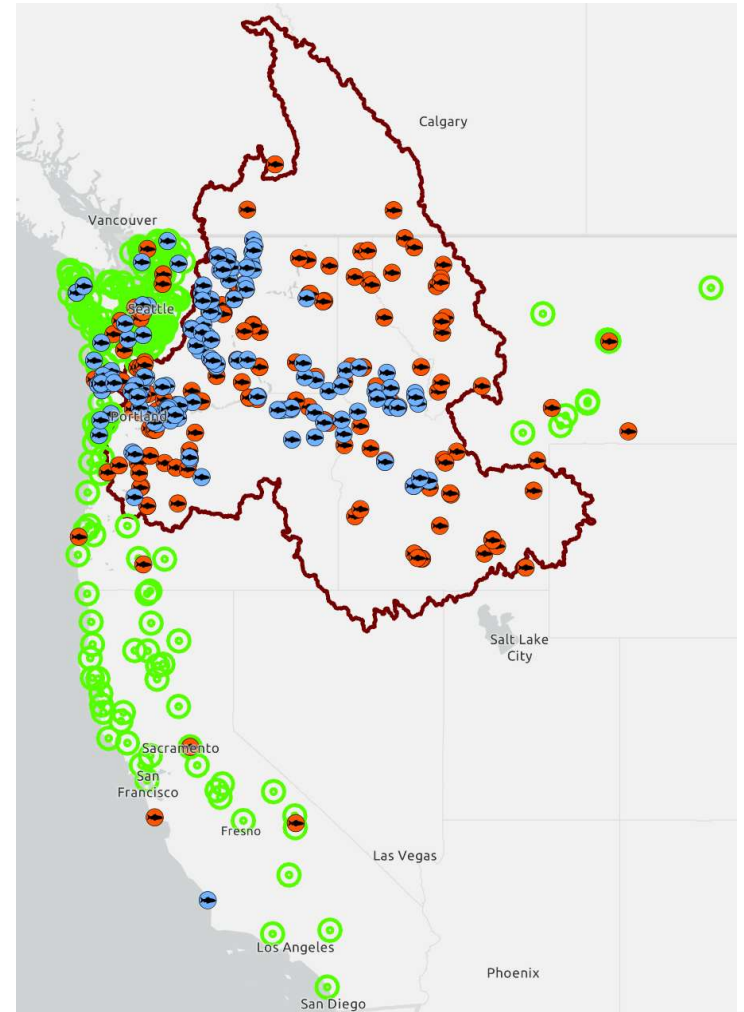 Calgary
Vancouver
Seattle
Portland
Salt Lake
City
Sacramento
San
Francisco
Fresno
Las Vegas
Los Angeles
Phoenix
San Diego